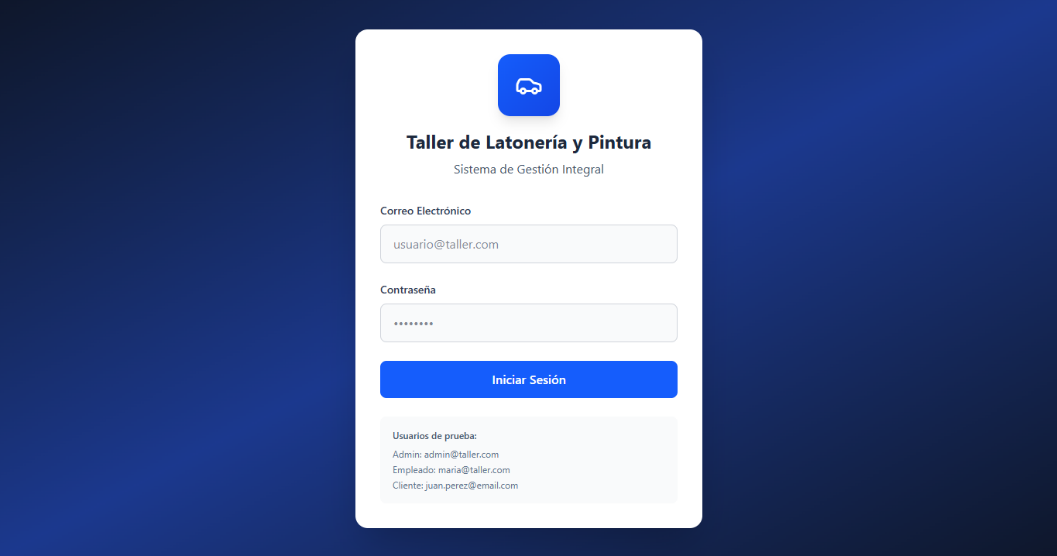 Taller de Latonería y Pintura
Sistema de Gestión Integral
Correo Electrónico
usuario@taller.com
Contraseña
••••••••
Iniciar Sesión
Usuarios de prueba:
Admin: admin@taller.com
Empleado: maria@taller.com
Cliente: juan.perez@email.com